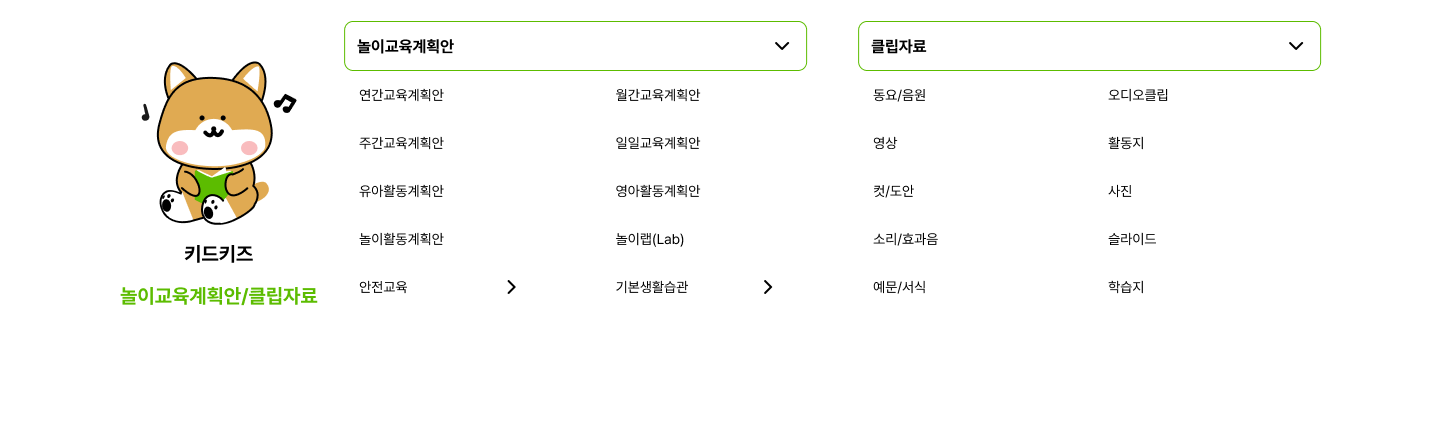 키드키즈
놀이교육계획안/클립자료
놀이교육계획안
연간교육계획안 월간교육계획안
주간교육계획안 일일교육계획안
유아활동계획안 영아활동계획안
놀이활동계획안 놀이랩(Lab)
안전교육 기본생활습관
클립자료
동요/음원 오디오클립
영상 활동지
컷/도안 사진
소리/효과음 슬라이드
예문/서식 학습지